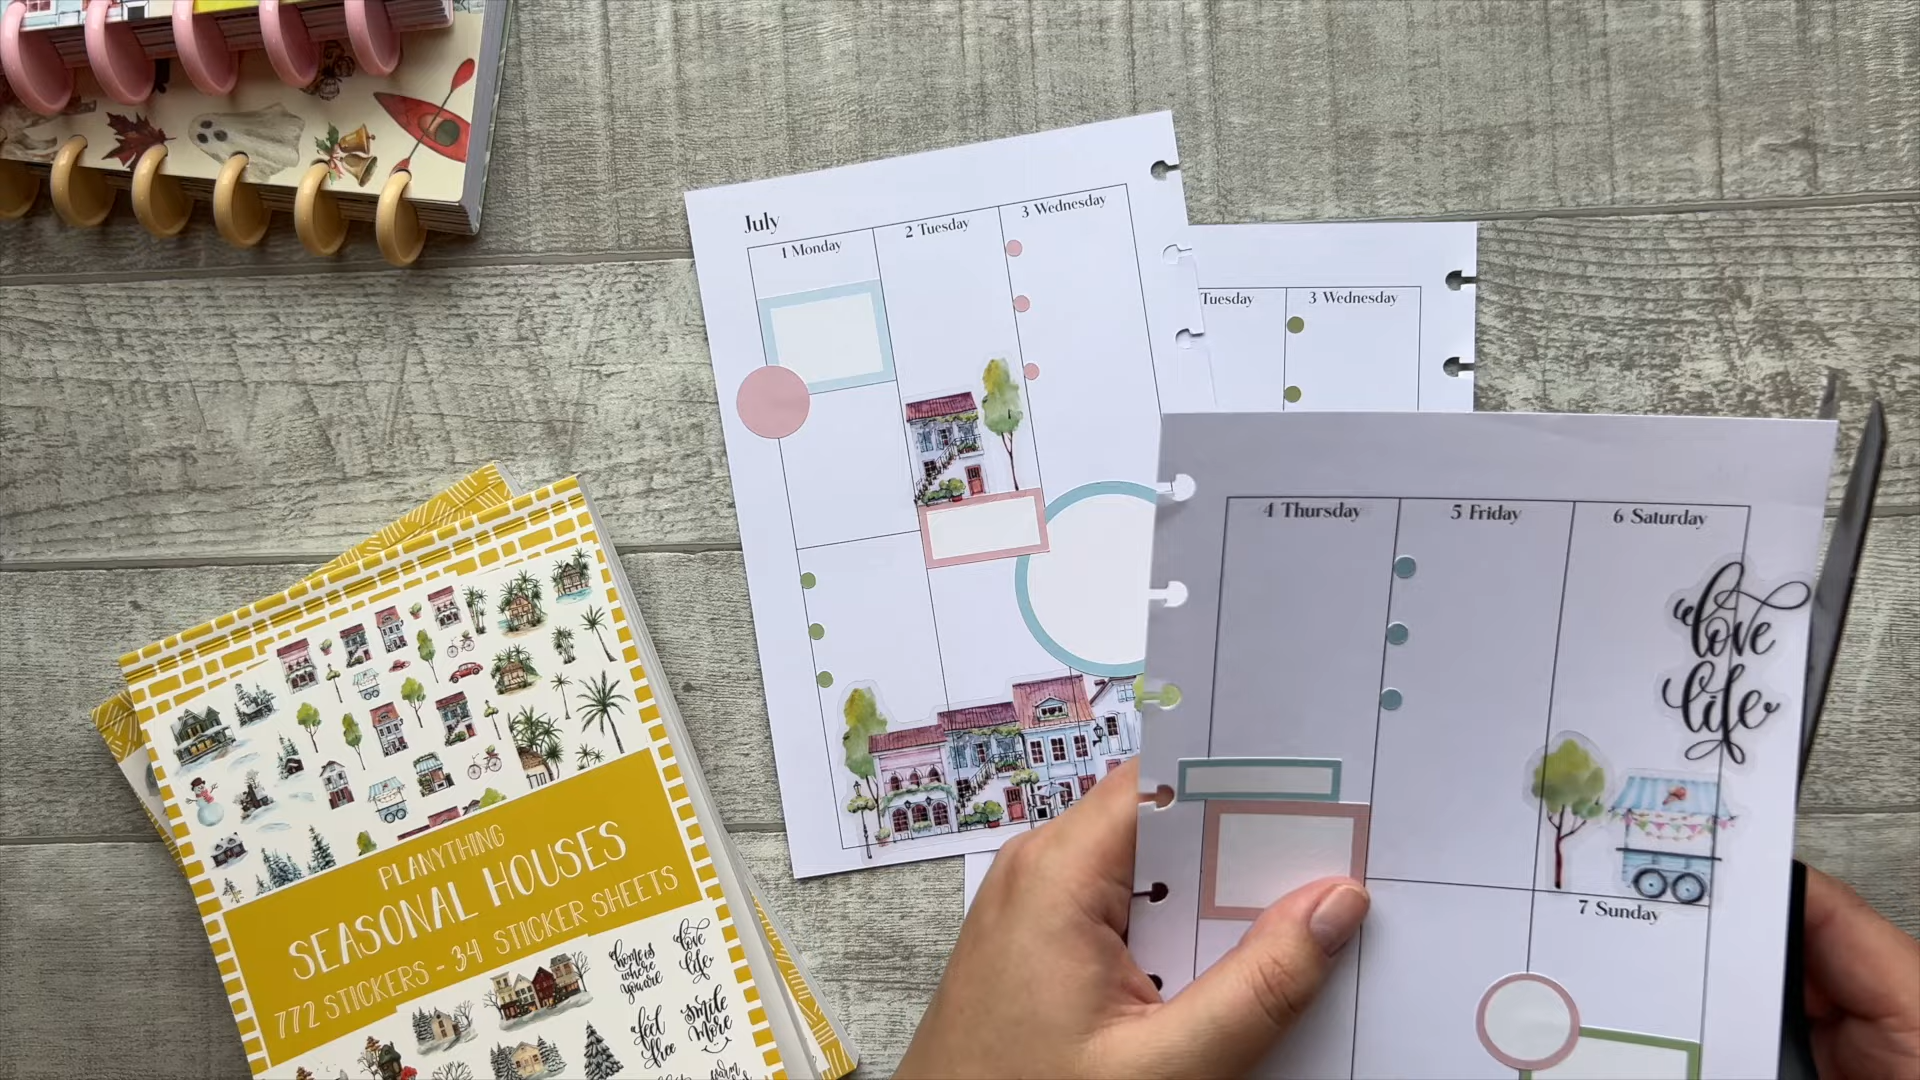 July
1 Monday
2 Tuesday
3 Wednesday
Tuesday
3 Wednesday
4 Thursday
5 Friday
6 Saturday
love
life
7 Sunday
PLANYTHING
SEASONAL HOUSES
772 STICKERS - 34 STICKER SHEETS
home is
where
you are
love
life
feel
free
smile
more